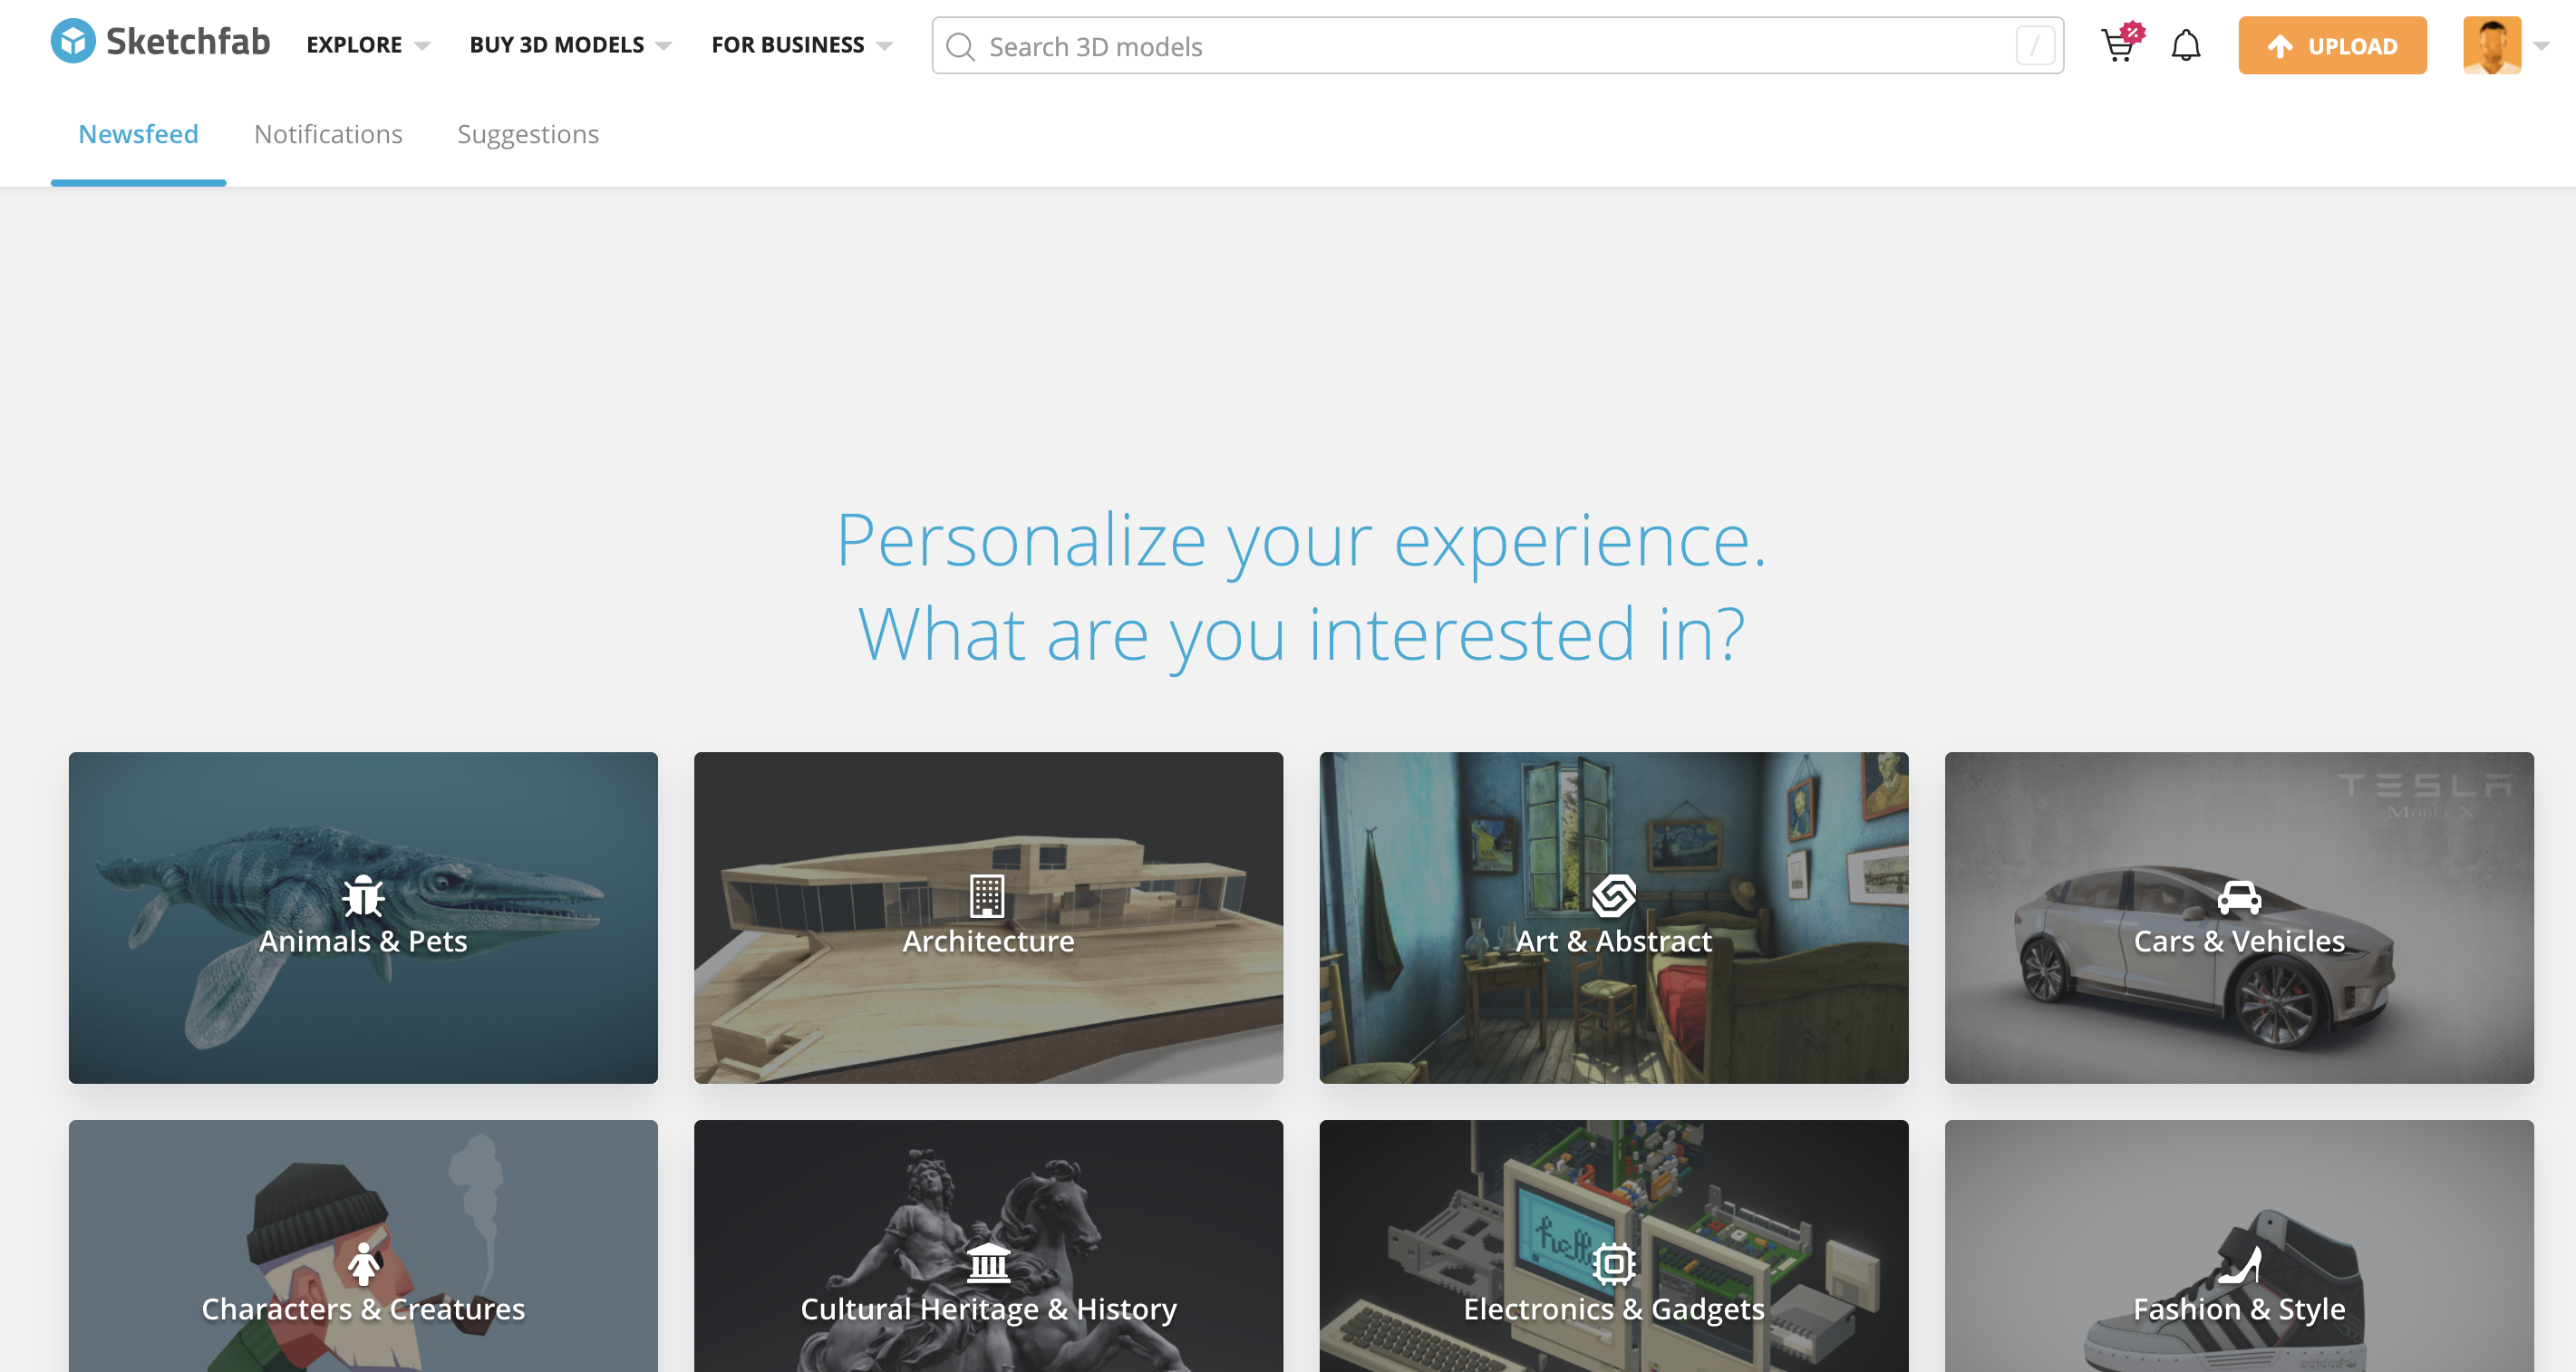 Sketchfab EXPLORE BUY 3D MODELS FOR BUSINESS Search 3D models / % UPLOAD
Newsfeed Notifications Suggestions
Personalize your experience.
What are you interested in?
TESLA
Model X
Animals & Pets
Architecture
Art & Abstract
Cars & Vehicles
hello
Characters & Creatures
Cultural Heritage & History
Electronics & Gadgets
Fashion & Style
adidas